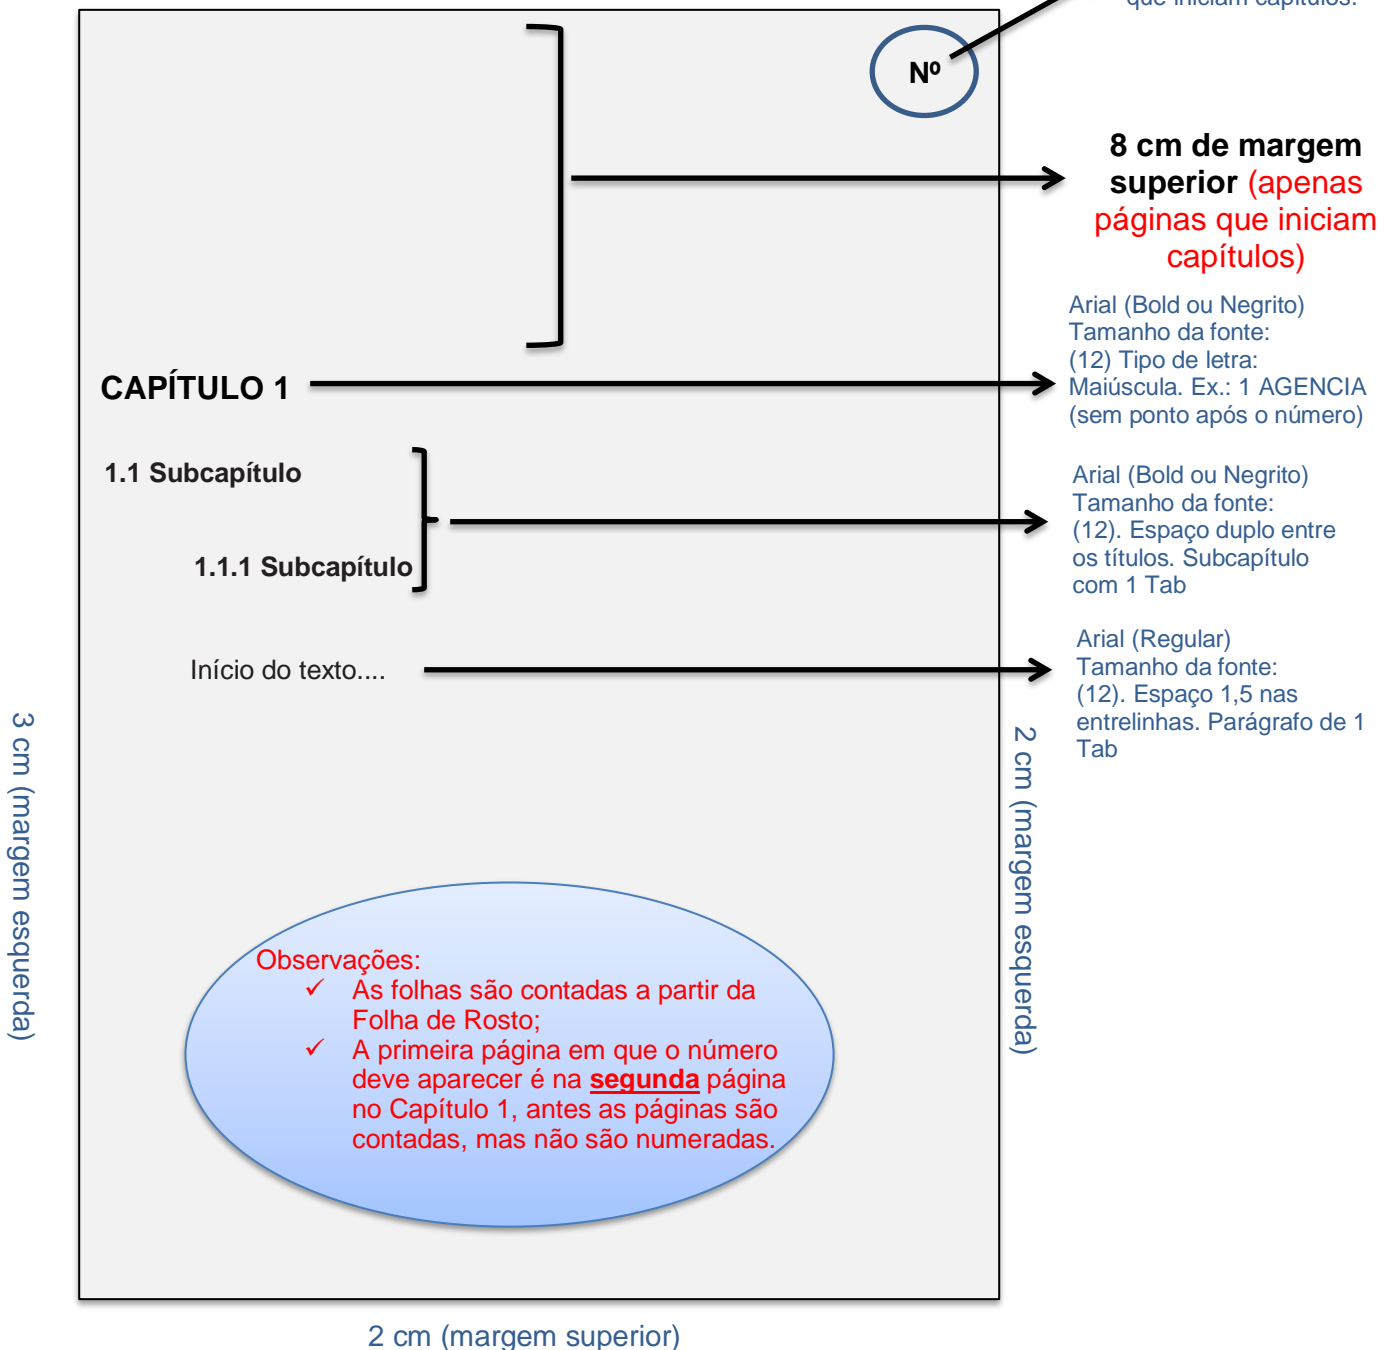 que iniciam capítulos.
Nº
8 cm de margem
superior (apenas
páginas que iniciam
capítulos)
Arial (Bold ou Negrito)
Tamanho da fonte:
(12) Tipo de letra:
Maiúscula. Ex.: 1 AGENCIA
(sem ponto após o número)
CAPÍTULO 1
1.1 Subcapítulo
1.1.1 Subcapítulo
Arial (Bold ou Negrito)
Tamanho da fonte:
(12). Espaço duplo entre
os títulos. Subcapítulo
com 1 Tab
Início do texto....
Arial (Regular)
Tamanho da fonte:
(12). Espaço 1,5 nas
entrelinhas. Parágrafo de 1
Tab
3 cm (margem esquerda)
2 cm (margem esquerda)
Observações:
✓ As folhas são contadas a partir da
Folha de Rosto;
✓ A primeira página em que o número
deve aparecer é na segunda página
no Capítulo 1, antes as páginas são
contadas, mas não são numeradas.
2 cm (margem superior)